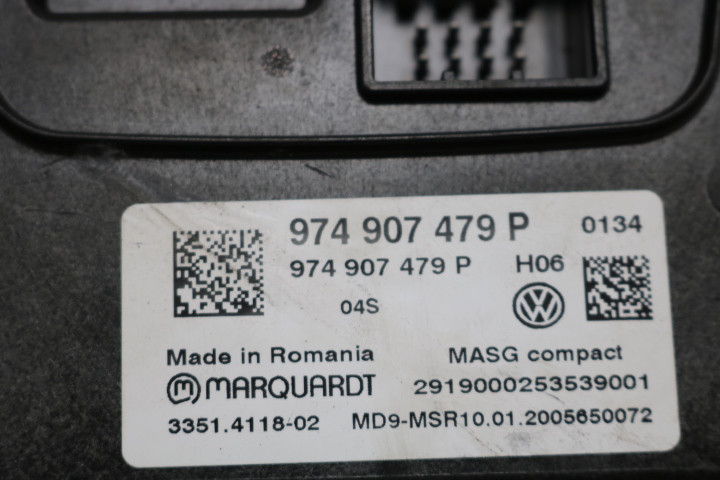 974 907 479 P 0134
974 907 479 P H06
04S
Made in Romania MASG compact
MARQUARDT 2919000253539001
3351.4118-02 MD9-MSR10.01.2005650072